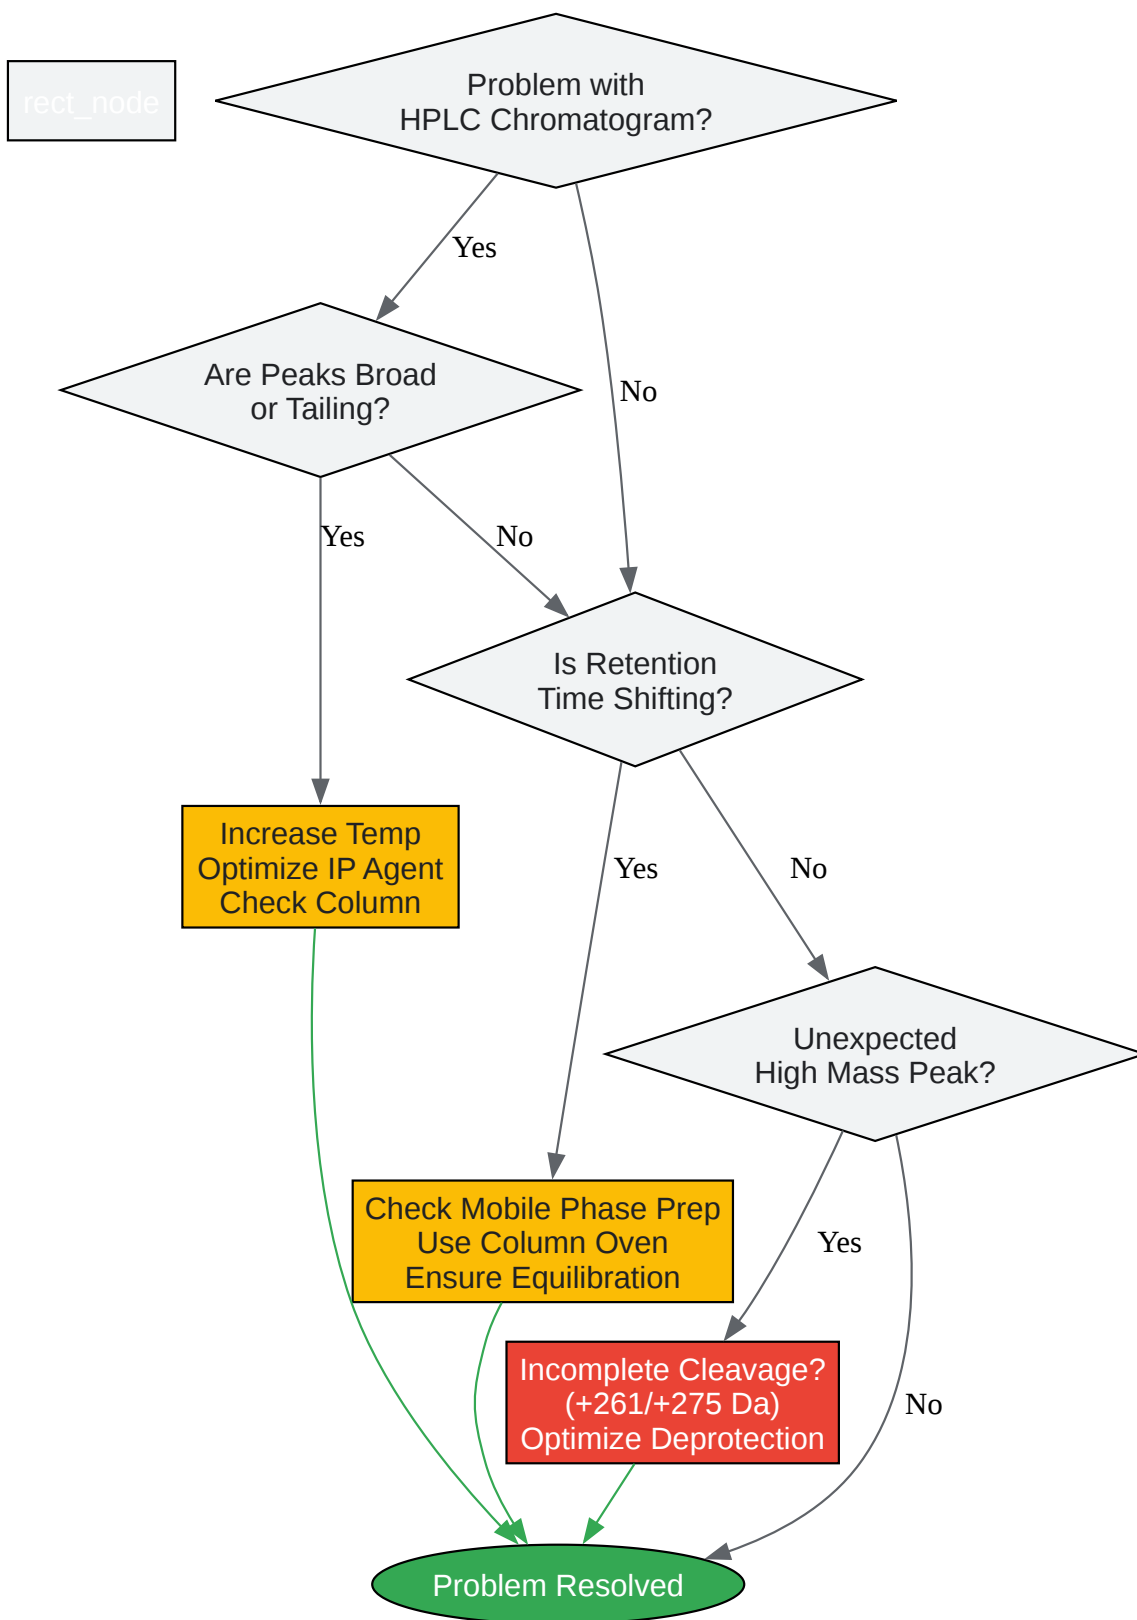 rect_node
Problem with
HPLC Chromatogram?
Yes
No
Are Peaks Broad
or Tailing?
Yes
No
Is Retention
Time Shifting?
Yes
No
Increase Temp
Optimize IP Agent
Check Column
Unexpected
High Mass Peak?
Yes
No
Check Mobile Phase Prep
Use Column Oven
Ensure Equilibration
Incomplete Cleavage?
(+261/+275 Da)
Optimize Deprotection
Problem Resolved